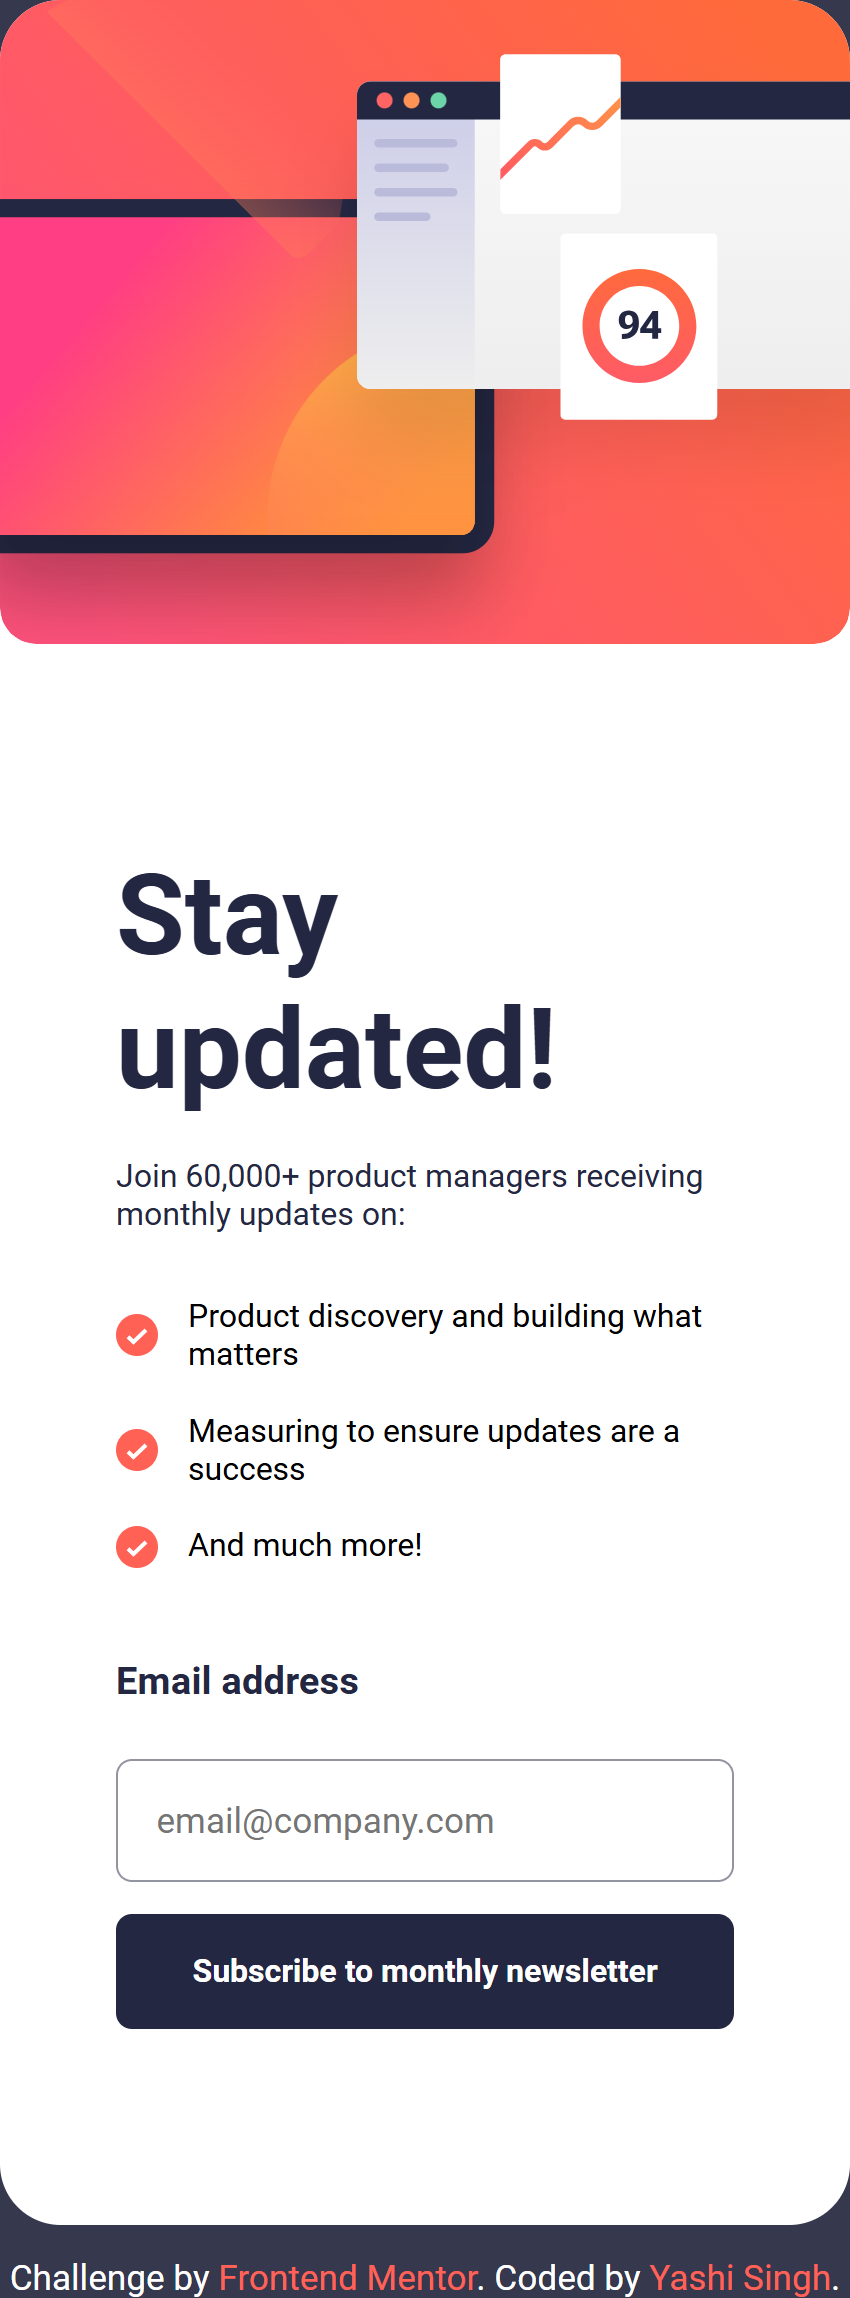 94
Stay
updated!
Join 60,000+ product managers receiving
monthly updates on:
Product discovery and building what
matters
Measuring to ensure updates are a
success
And much more!
Email address
email@company.com
Subscribe to monthly newsletter
Challenge by Frontend Mentor. Coded by Yashi Singh.